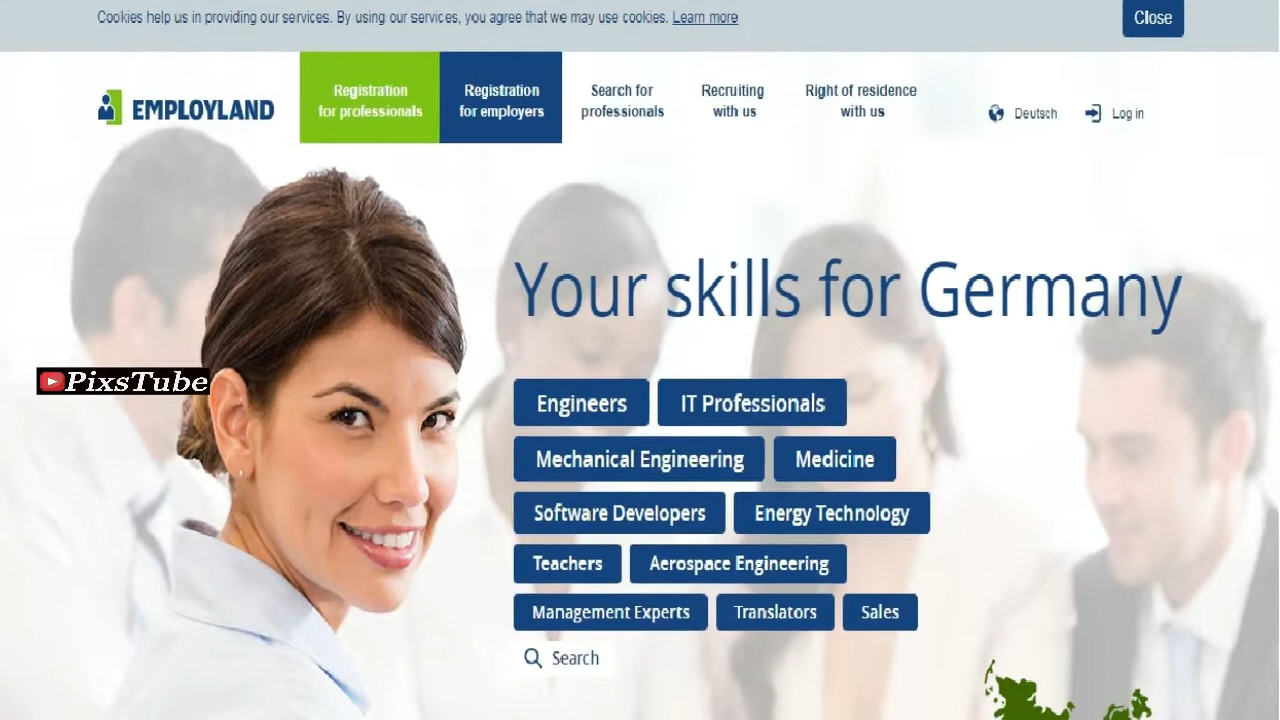 Cookies help us in providing our services. By using our services, you agree that we may use cookies. Learn more
Close
EMPLOYLAND
Registration
for professionals
Registration
for employers
Search for
professionals
Recruiting
with us
Right of residence
with us
Deutsch
Log in
Your skills for Germany
PixsTube
Engineers
IT Professionals
Mechanical Engineering
Medicine
Software Developers
Energy Technology
Teachers
Aerospace Engineering
Management Experts
Translators
Sales
Search